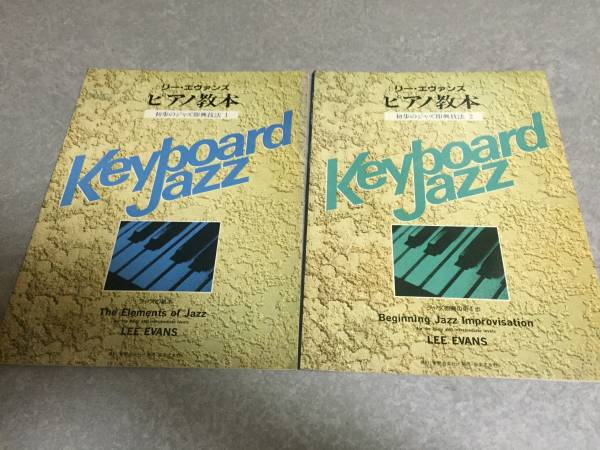 リー・エヴァンズ
ピアノ教本
初歩のジャズ即興技法 1
Keyboard
Jazz
The Elements of Jazz
LEE EVANS
リー・エヴァンズ
ピアノ教本
初歩のジャズ即興技法 2
Keyboard
Jazz
Beginning Jazz Improvisation
LEE EVANS